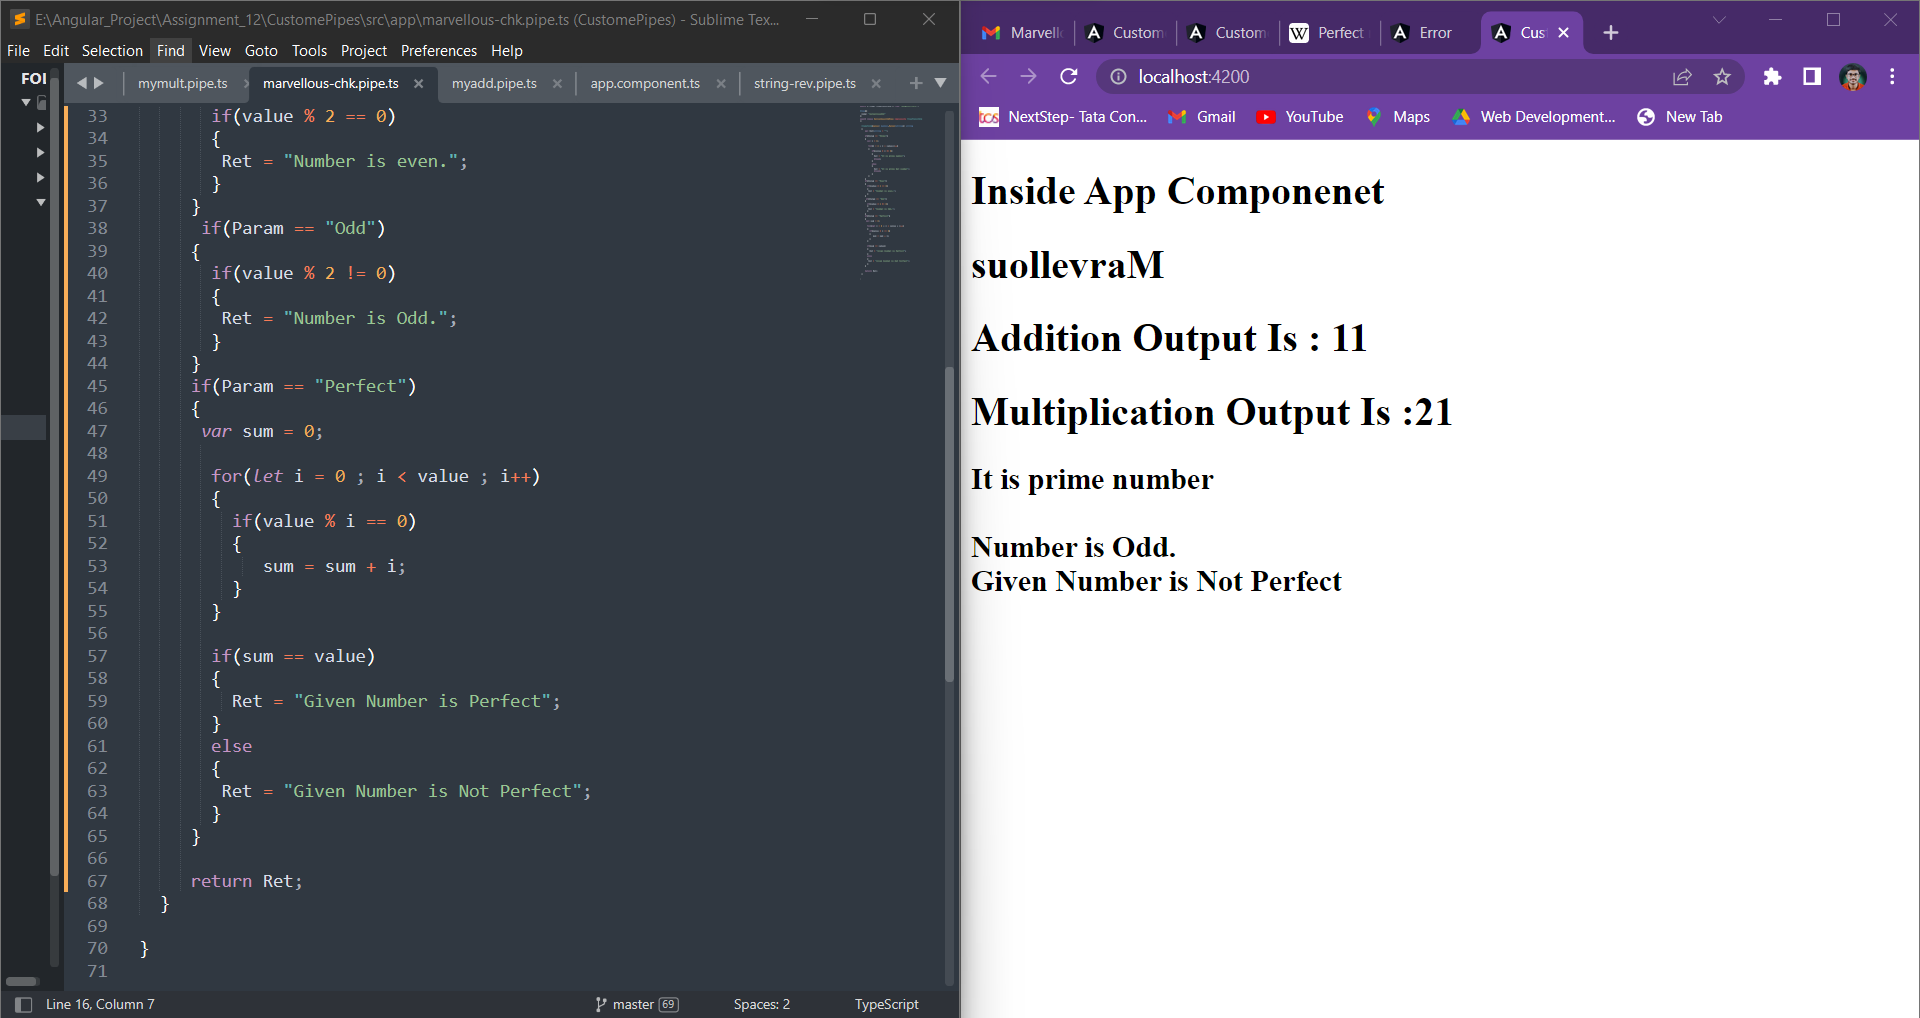 E:\Angular_Project\Assignment_12\CustomePipes\src\app\marvellous-chk.pipe.ts (CustomePipes) - Sublime Tex...
File Edit Selection Find View Goto Tools Project Preferences Help
FOI
mymult.pipe.ts marvellous-chk.pipe.ts myadd.pipe.ts app.component.ts string-rev.pipe.ts
33 if(value % 2 == 0)
34 {
35 Ret = "Number is even.";
36 }
37 }
38 if(Param == "Odd")
39 {
40 if(value % 2 != 0)
41 {
42 Ret = "Number is Odd.";
43 }
44 }
45 if(Param == "Perfect")
46 {
47 var sum = 0;
48
49 for(let i = 0 ; i < value ; i++)
50 {
51 if(value % i == 0)
52 {
53 sum = sum + i;
54 }
55 }
56
57 if(sum == value)
58 {
59 Ret = "Given Number is Perfect";
60 }
61 else
62 {
63 Ret = "Given Number is Not Perfect";
64 }
65 }
66
67 return Ret;
68 }
69
70 }
71
Line 16, Column 7 master 69 Spaces: 2 TypeScript
Marvell Custom Custom Perfect Error Cus
localhost:4200
tcs NextStep- Tata Con... Gmail YouTube Maps Web Development... New Tab
Inside App Componenet
suollevraM
Addition Output Is : 11
Multiplication Output Is :21
It is prime number
Number is Odd.
Given Number is Not Perfect